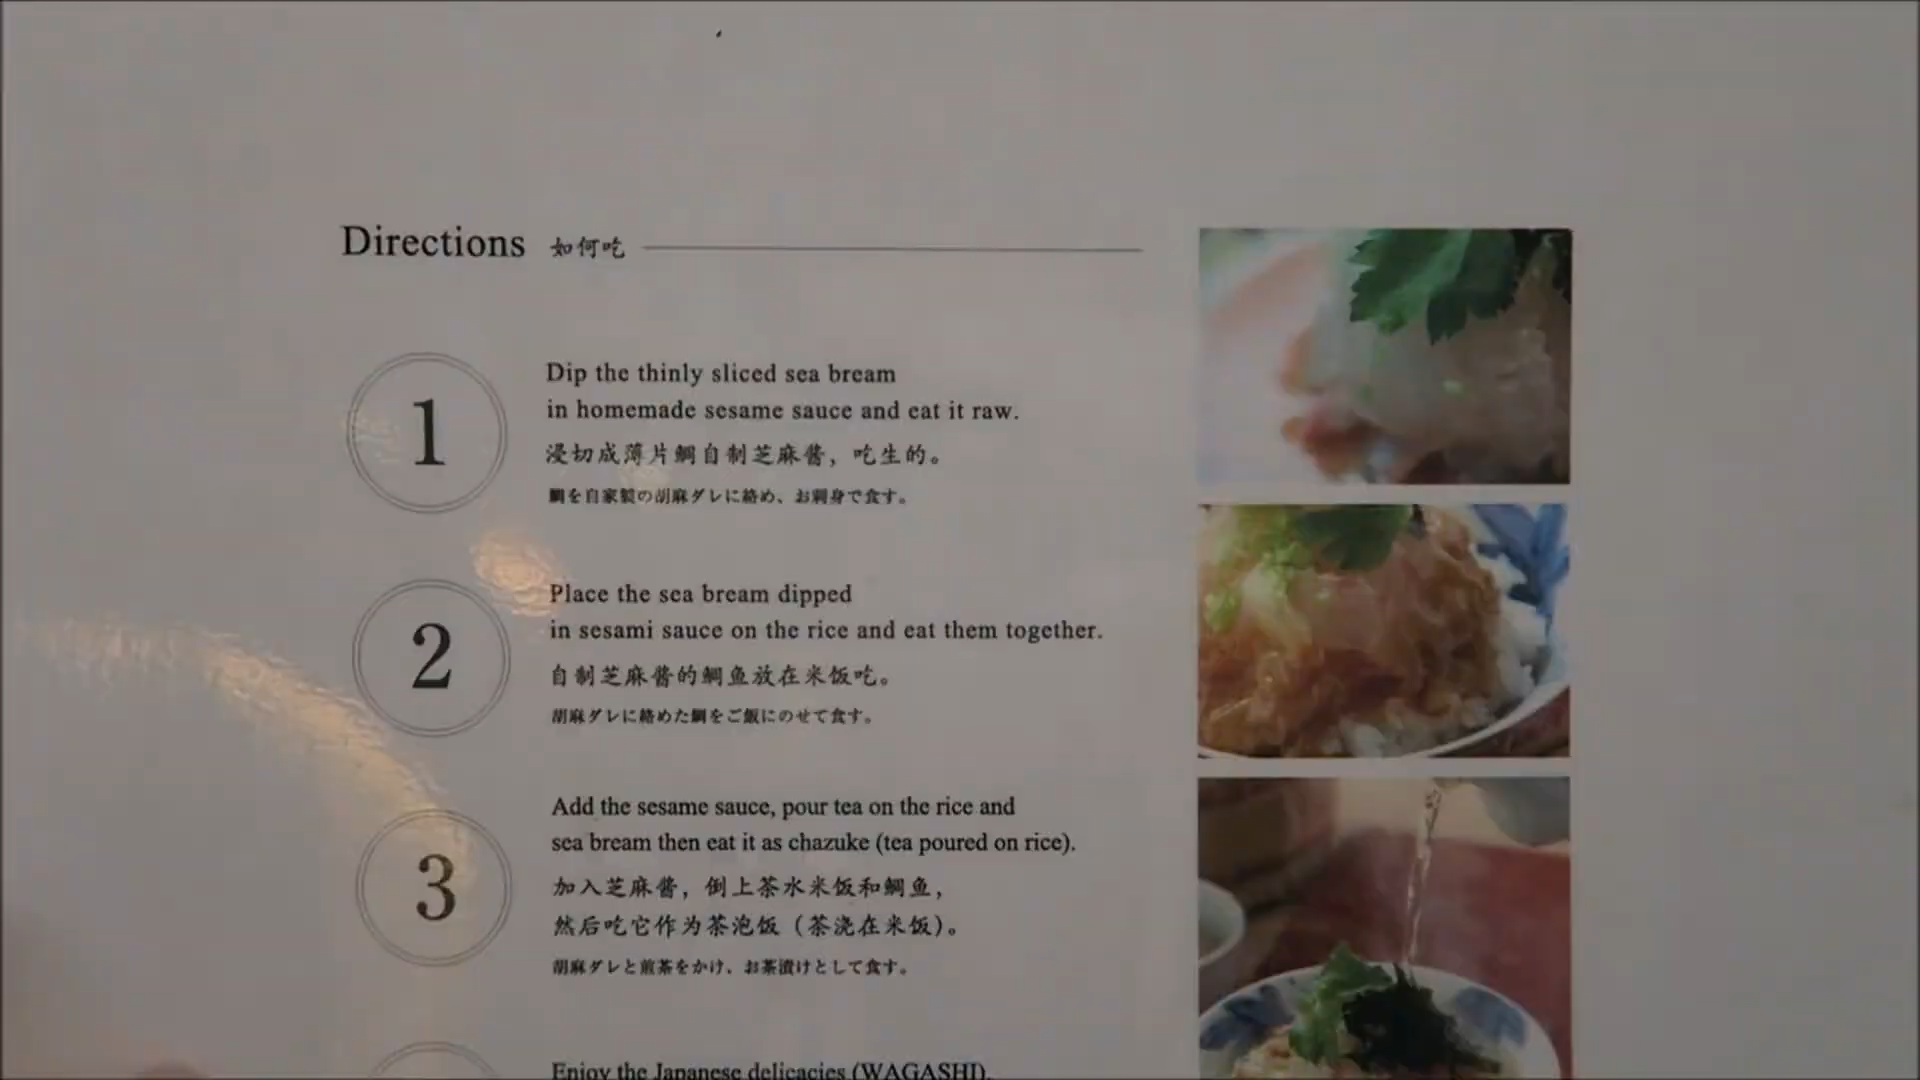 Directions 如何吃
1
Dip the thinly sliced sea bream
in homemade sesame sauce and eat it raw.
浸切成薄片鲷自制芝麻酱，吃生的。
鯛を自家製の胡麻ダレに絡め、お刺身で食す。
2
Place the sea bream dipped
in sesami sauce on the rice and eat them together.
自制芝麻酱的鲷鱼放在米饭吃。
胡麻ダレに絡めた鯛をご飯にのせて食す。
3
Add the sesame sauce, pour tea on the rice and
sea bream then eat it as chazuke (tea poured on rice).
加入芝麻酱，倒上茶水米饭和鲷鱼，
然后吃它作为茶泡饭（茶浇在米饭）。
胡麻ダレと煎茶をかけ、お茶漬けとして食す。
Enjoy the Japanese delicacies (WAGASHI).